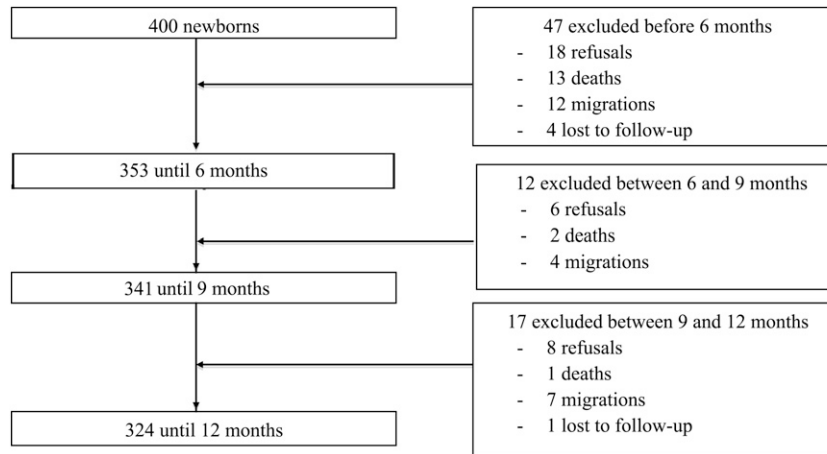 400 newborns
47 excluded before 6 months
- 18 refusals
- 13 deaths
- 12 migrations
- 4 lost to follow-up
353 until 6 months
12 excluded between 6 and 9 months
- 6 refusals
- 2 deaths
- 4 migrations
341 until 9 months
17 excluded between 9 and 12 months
- 8 refusals
- 1 deaths
- 7 migrations
- 1 lost to follow-up
324 until 12 months